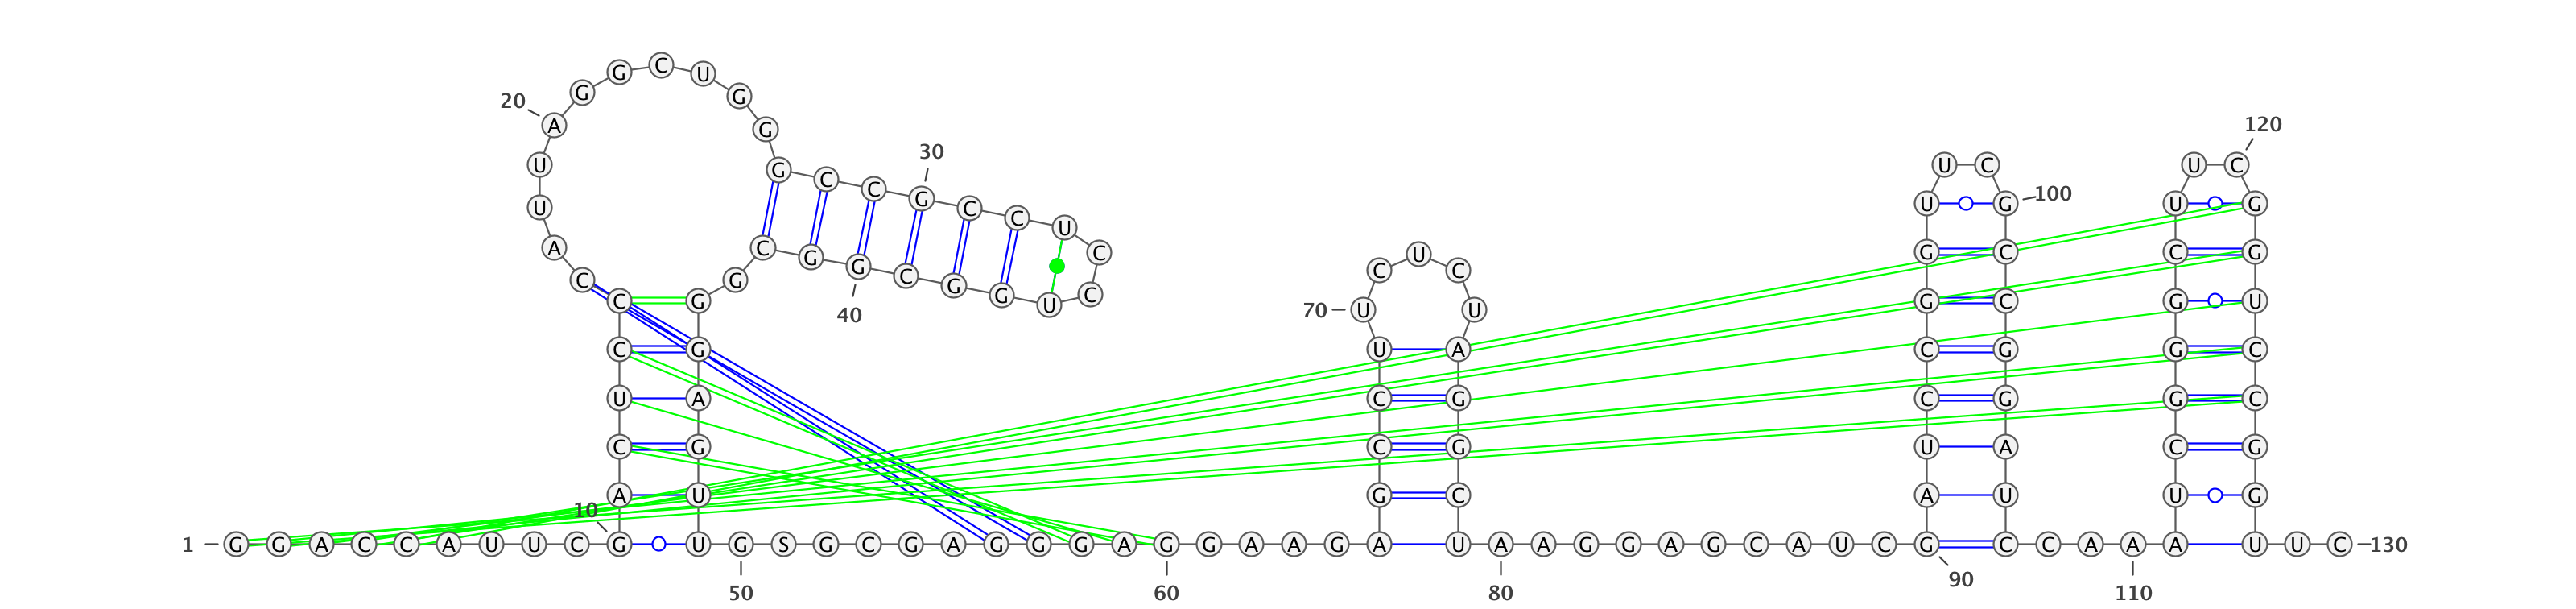 1
G G A C C A U U C G
10
A C U C C C A U U A
20
G G C U G G G C C G
30
C C U C C U G G C G
40
G C G G G A G U U G
50
S G C G A G G G A G
60
G A A G A G C C U U
70
C U C U A G G C U A
80
A G G A G C A U C G
90
A U C C G G U U C G
100
C C G G A U C C A A
110
A U C G G G C U U C
120
G G U C C G G U U C
130